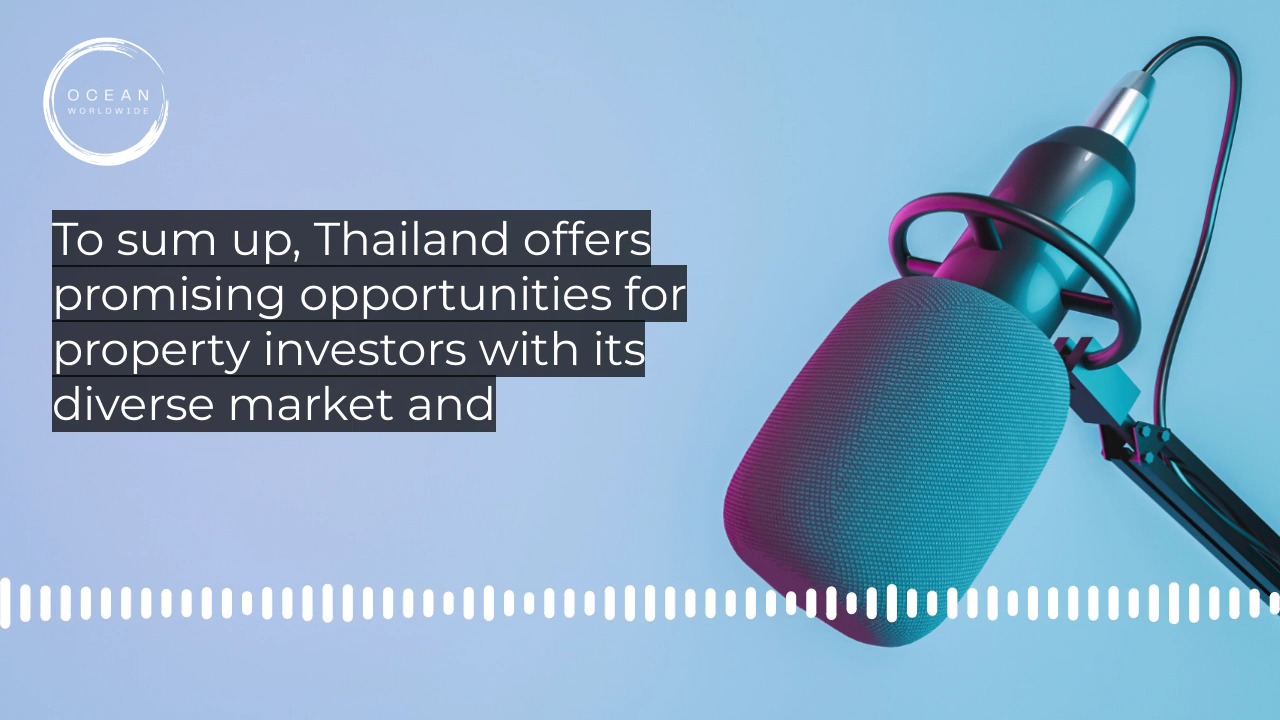 OCEAN
WORLDWIDE
To sum up, Thailand offers
promising opportunities for
property investors with its
diverse market and